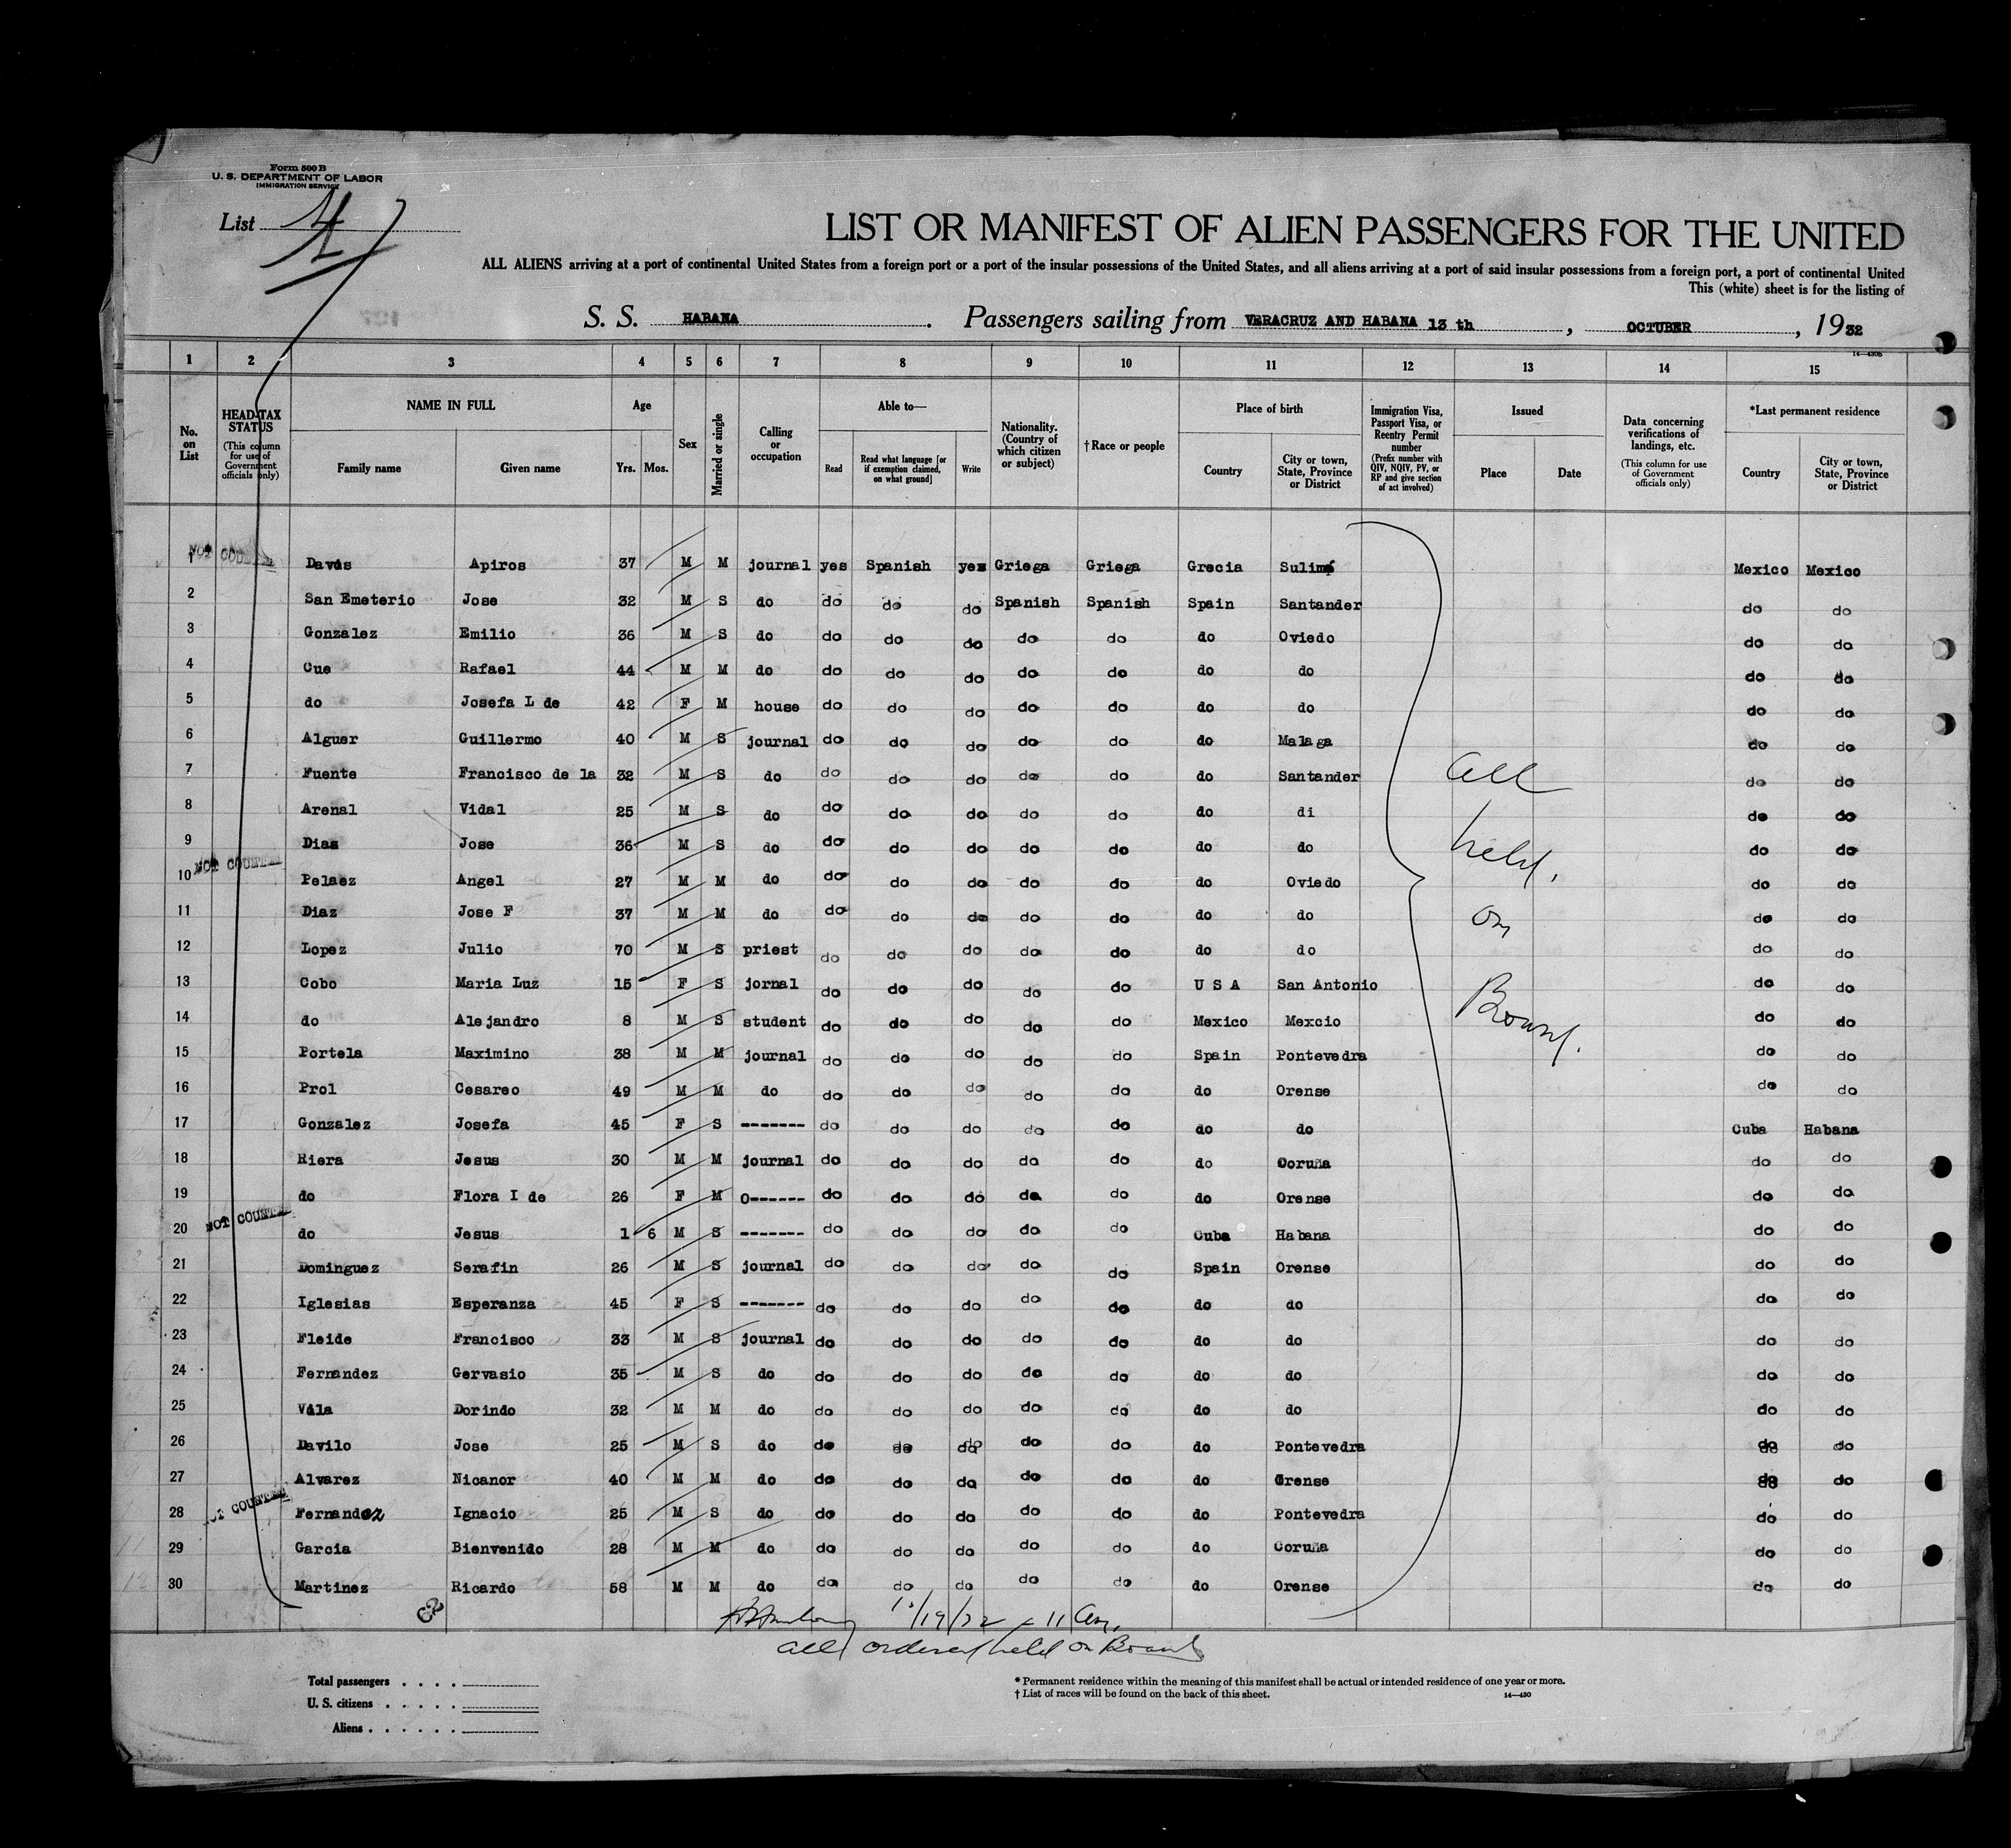 Form 500 B
U. S. DEPARTMENT OF LABOR
IMMIGRATION SERVICE
List 4
LIST OR MANIFEST OF ALIEN PASSENGERS FOR THE UNITED
ALL ALIENS arriving at a port of continental United States from a foreign port or a port of the insular possessions of the United States, and all aliens arriving at a port of said insular possessions from a foreign port, a port of continental United
This (white) sheet is for the listing of
S. S. HABANA. Passengers sailing from VERACRUZ AND HABANA 13 th, OCTUBER, 1932
14—430B
1 2 3 4 5 6 7 8 9 10 11 12 13 14 15
No. on List
HEAD-TAX STATUS (This column for use of Government officials only)
NAME IN FULL Family name Given name
Age Yrs. Mos.
Sex
Married or single
Calling or occupation
Able to— Read Read what language [or if exemption claimed, on what ground] Write
Nationality. (Country of which citizen or subject)
† Race or people
Place of birth Country City or town, State, Province or District
Immigration Visa, Passport Visa, or Reentry Permit number (Prefix number with QIV, NQIV, PV, or RP and give section of act involved)
Issued Place Date
Data concerning verifications of landings, etc. (This column for use of Government officials only)
*Last permanent residence Country City or town, State, Province or District
1 Davis Apiros 37 M M journal yes Spanish yes Griega Griega Grecia Sulimé Mexico Mexico
2 San Emeterio Jose 32 M S do do do do Spanish Spanish Spain Santander do do
3 Gonzalez Emilio 36 M S do do do do do do do Oviedo do do
4 Cue Rafael 44 M M do do do do do do do do do do
5 do Josefa L de 42 F M house do do do do do do do do do
6 Alguer Guillermo 40 M S journal do do do do do do Malaga do do
7 Fuente Francisco de la 32 M S do do do do do do do Santander do do
8 Arenal Vidal 25 M S do do do do do do do di do do
9 Dias Jose 36 M S do do do do do do do do do do
NOT COUNTED
10 Pelaez Angel 27 M M do do do do do do do Oviedo do do
11 Diaz Jose F 37 M M do do do do do do do do do do
12 Lopez Julio 70 M S priest do do do do do do do do do
13 Cobo Maria Luz 15 F S jornal do do do do do U S A San Antonio do do
14 do Alejandro 8 M S student do do do do do Mexico Mexcio do do
15 Portela Maximino 38 M M journal do do do do do Spain Pontevedra do do
16 Prol Cesareo 49 M M do do do do do do do Orense do do
17 Gonzalez Josefa 45 F S ------- do do do do do do do Cuba Habana
18 Riera Jesus 30 M M journal do do do do do do Coruña do do
19 do Flora I de 26 F M O------ do do do do do do Orense do do
20 do Jesus 1 6 M S ------- do do do do do Cuba Habana do do
21 Dominguez Serafin 26 M S journal do do do do do Spain Orense do do
22 Iglesias Esperanza 45 F S ------- do do do do do do do do do
23 Fleide Francisco 33 M S journal do do do do do do do do do
24 Fernandez Gervasio 35 M S do do do do do do do do do do
25 Vila Dorindo 32 M M do do do do do do do do do do
26 Davilo Jose 25 M S do do do do do do do Pontevedra do do
27 Alvarez Nicanor 40 M M do do do do do do do Orense do do
28 Fernandez Ignacio 25 M S do do do do do do do Pontevedra do do
29 Garcia Bienvenido 28 M M do do do do do do do Coruña do do
30 Martinez Ricardo 58 M M do do do do do do do Orense do do
All
held
on
Board.
10/19/32 - 11 am.
all ordered held on Board
Total passengers
U. S. citizens
Aliens
* Permanent residence within the meaning of this manifest shall be actual or intended residence of one year or more.
† List of races will be found on the back of this sheet.
14—430